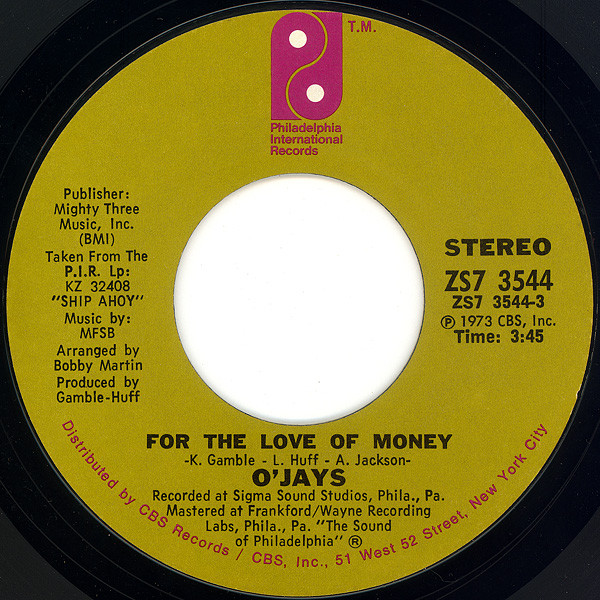 T.M.
Philadelphia
International
Records
Publisher:
Mighty Three
Music, Inc.
(BMI)
Taken From The
P.I.R. Lp:
KZ 32408
"SHIP AHOY"
Music by:
MFSB
Arranged by
Bobby Martin
Produced by
Gamble-Huff
STEREO
ZS7 3544
ZS7 3544-3
℗ 1973 CBS, Inc.
Time: 3:45
FOR THE LOVE OF MONEY
-K. Gamble - L. Huff - A. Jackson-
O'JAYS
Recorded at Sigma Sound Studios, Phila., Pa.
Mastered at Frankford/Wayne Recording
Labs, Phila., Pa. "The Sound
of Philadelphia" ®
Distributed by CBS Records / CBS, Inc., 51 West 52 Street, New York City